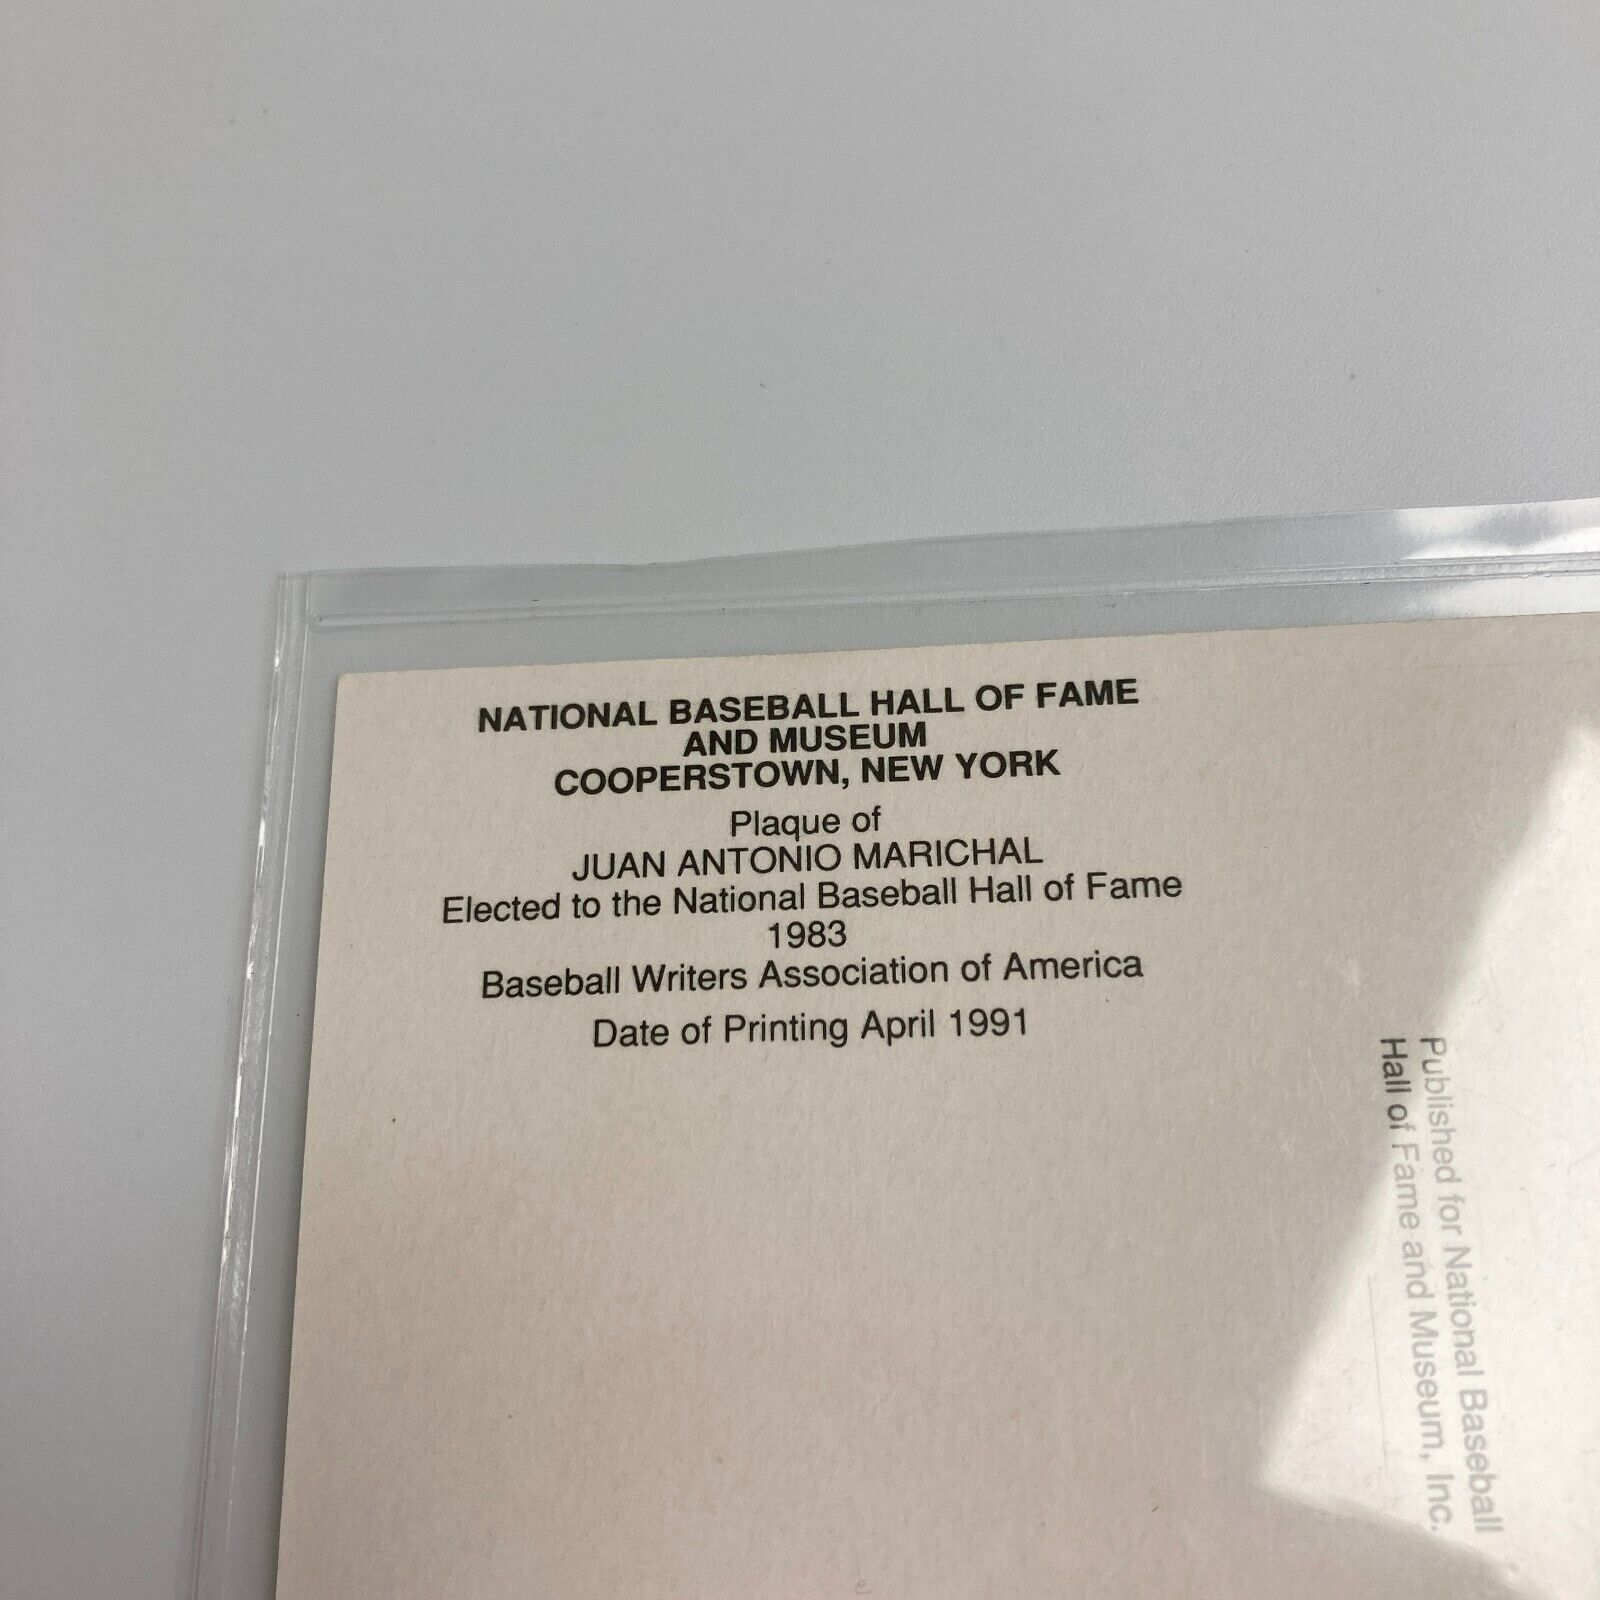 NATIONAL BASEBALL HALL OF FAME
AND MUSEUM
COOPERSTOWN, NEW YORK
Plaque of
JUAN ANTONIO MARICHAL
Elected to the National Baseball Hall of Fame
1983
Baseball Writers Association of America
Date of Printing April 1991
Published for National Baseball
Hall of Fame and Museum, Inc.